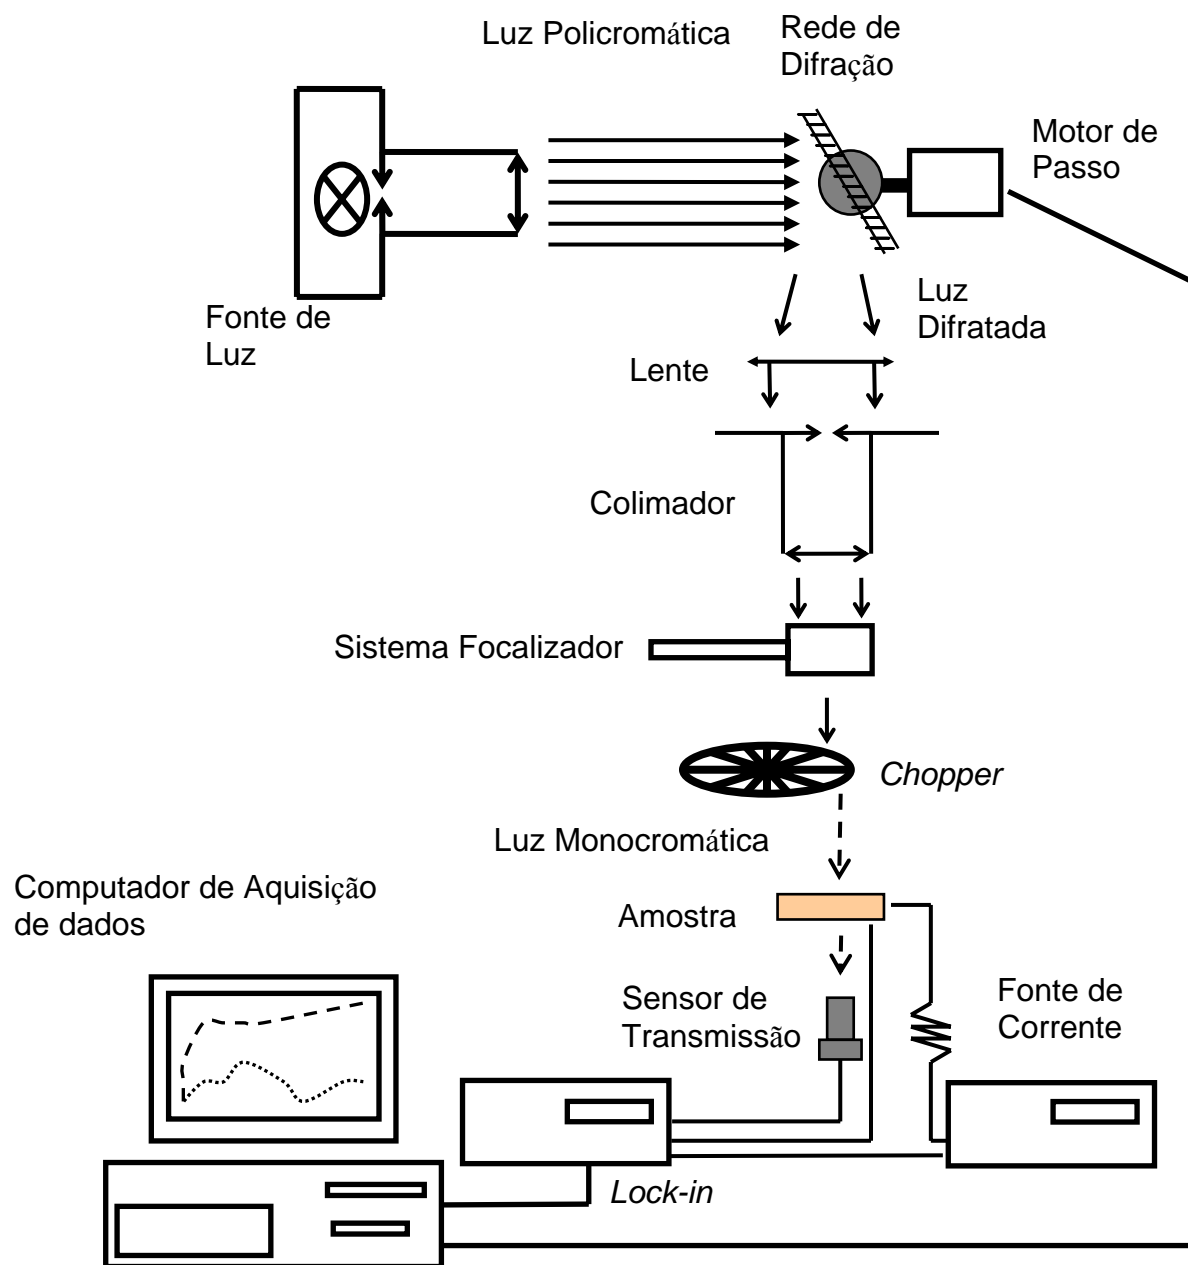 Luz Policromática
Rede de
Difração
Motor de
Passo
Fonte de
Luz
Luz
Difratada
Lente
Colimador
Sistema Focalizador
Chopper
Luz Monocromática
Computador de Aquisição
de dados
Amostra
Sensor de
Transmissão
Fonte de
Corrente
Lock-in